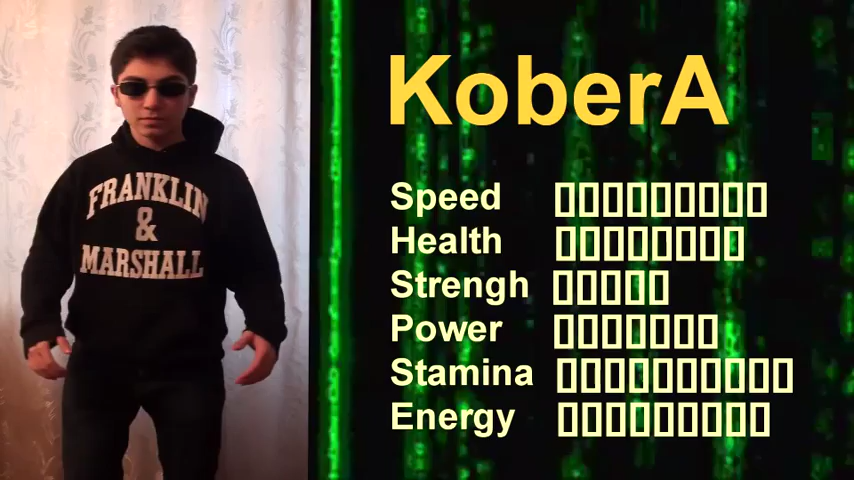 FRANKLIN
&
MARSHALL
KoberA
Speed ▯▯▯▯▯▯▯▯▯
Health ▯▯▯▯▯▯▯▯
Strengh ▯▯▯▯▯
Power ▯▯▯▯▯▯▯
Stamina ▯▯▯▯▯▯▯▯▯▯
Energy ▯▯▯▯▯▯▯▯▯